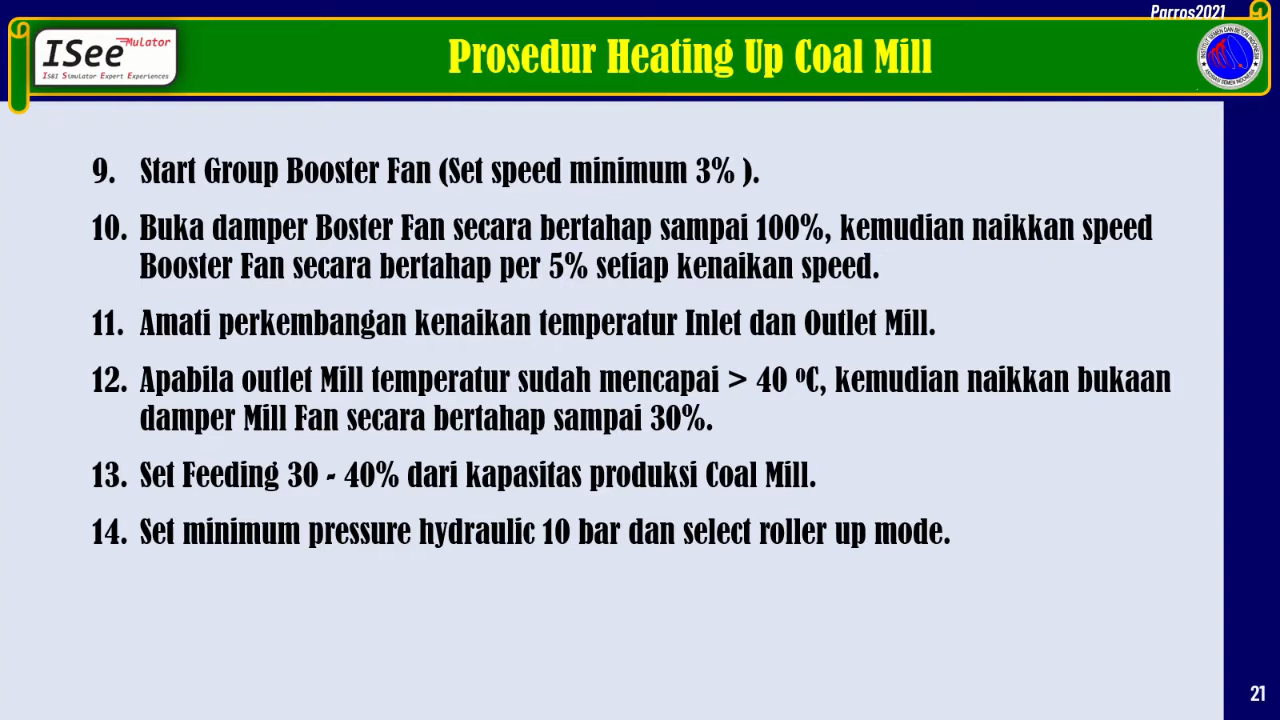 Parros2021
ISee Mulator
ISBI Simulator Expert Experiences
Prosedur Heating Up Coal Mill
9. Start Group Booster Fan (Set speed minimum 3% ).
10. Buka damper Boster Fan secara bertahap sampai 100%, kemudian naikkan speed
Booster Fan secara bertahap per 5% setiap kenaikan speed.
11. Amati perkembangan kenaikan temperatur Inlet dan Outlet Mill.
12. Apabila outlet Mill temperatur sudah mencapai > 40 ⁰C, kemudian naikkan bukaan
damper Mill Fan secara bertahap sampai 30%.
13. Set Feeding 30 - 40% dari kapasitas produksi Coal Mill.
14. Set minimum pressure hydraulic 10 bar dan select roller up mode.
21